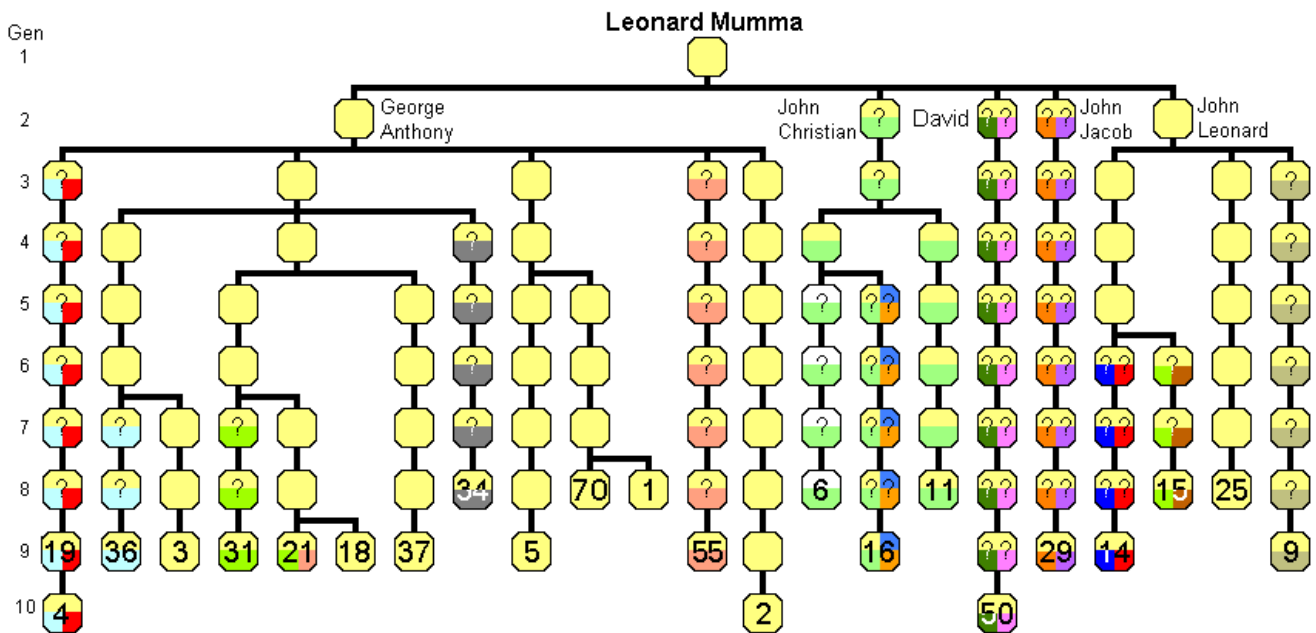 Leonard Mumma
Gen
1
2
George
Anthony
John
Christian
?
David
? ?
? ?
John
Jacob
John
Leonard
3 ? ? ? ? ? ? ? ?
4 ? ? ? ? ? ? ? ?
5 ? ? ? ? ? ? ? ? ? ? ?
6 ? ? ? ? ? ? ? ? ? ? ? ? ? ?
7 ? ? ? ? ? ? ? ? ? ? ? ? ? ? ? ?
8 ? ? ? 34 70 1 ? 6 ? ? 11 ? ? ? ? ? ? 15 25 ?
9 19 36 3 31 21 18 37 5 55 16 ? ? 29 14 9
10 4 2 50